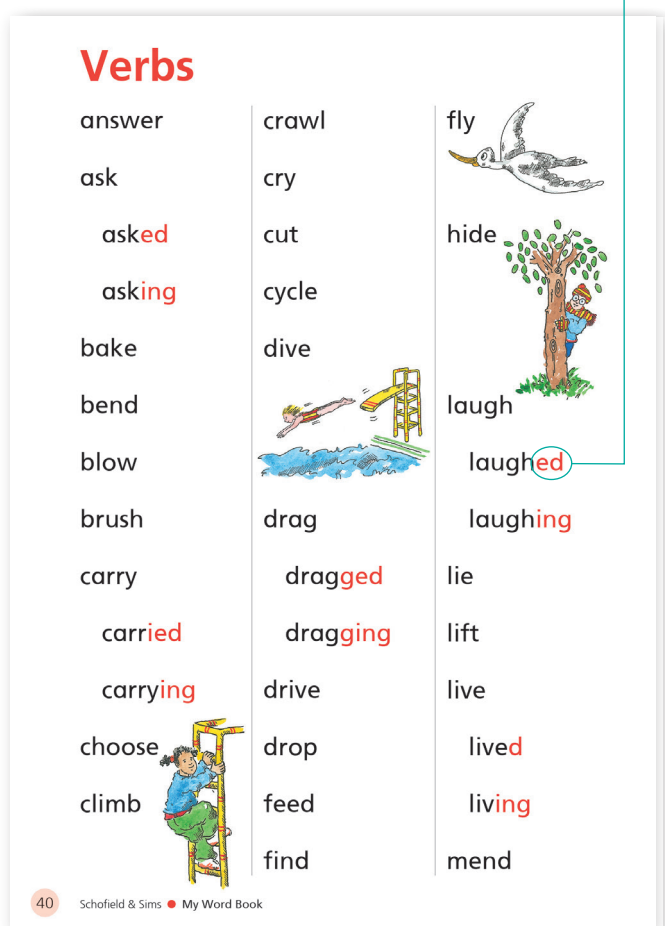 Verbs
answer
ask
asked
asking
bake
bend
blow
brush
carry
carried
carrying
choose
climb
crawl
cry
cut
cycle
dive
drag
dragged
dragging
drive
drop
feed
find
fly
hide
laugh
laughed
laughing
lie
lift
live
lived
living
mend
40 Schofield & Sims ● My Word Book